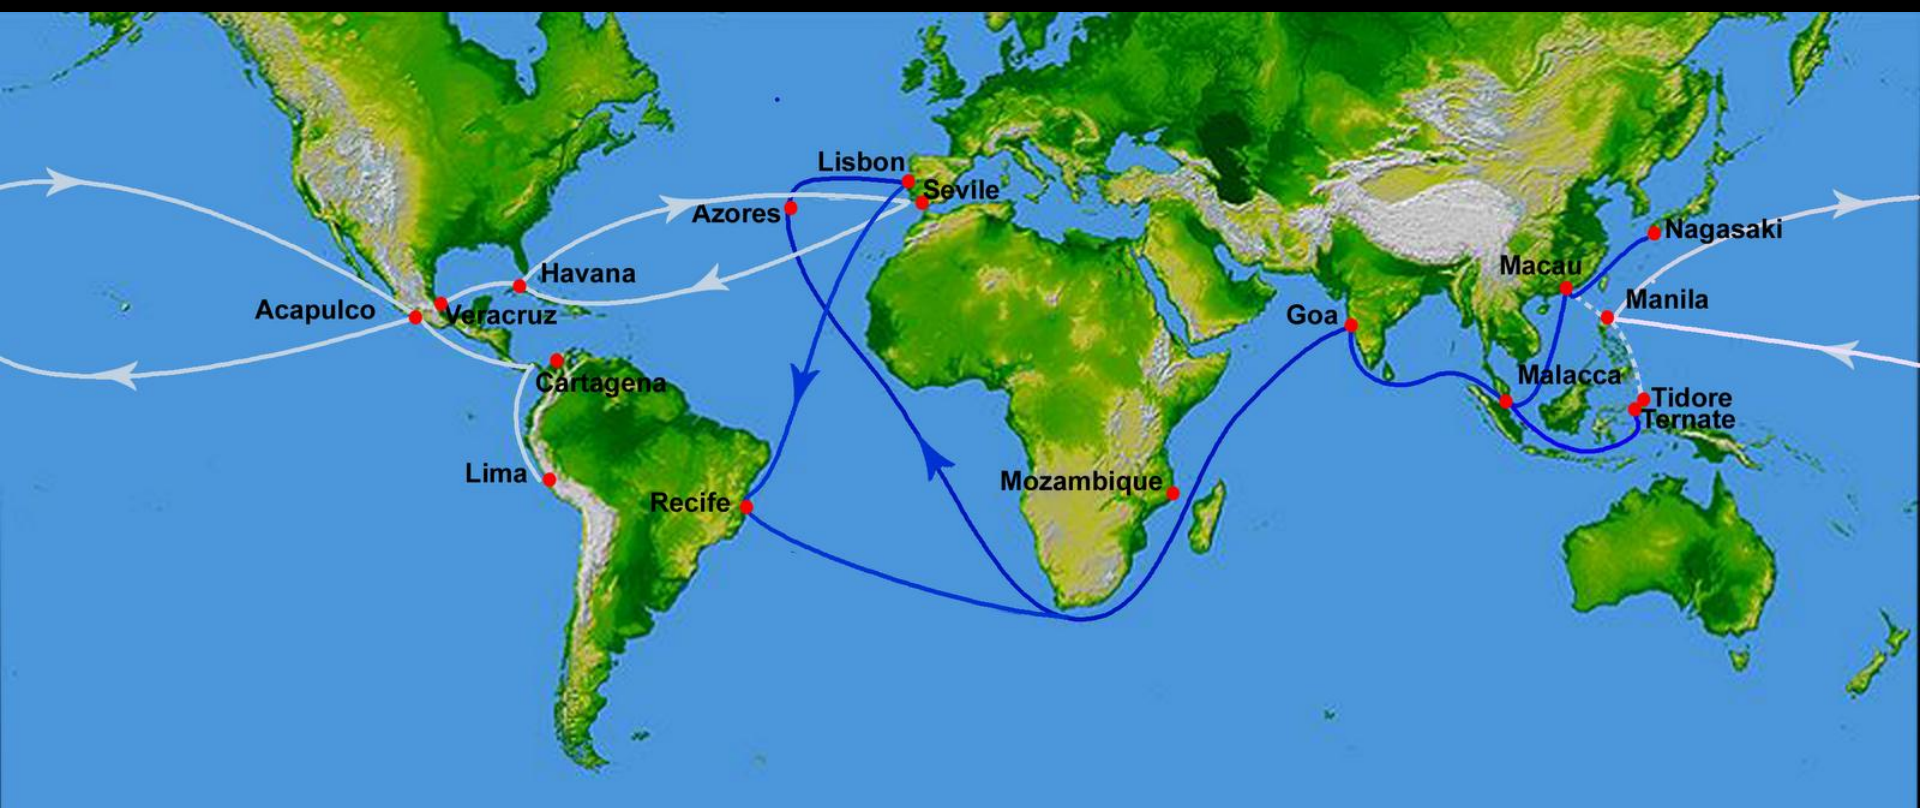 Lisbon
Sevile
Azores
Nagasaki
Macau
Havana
Manila
Acapulco
Veracruz
Goa
Cartagena
Malacca
Tidore
Ternate
Lima
Mozambique
Recife